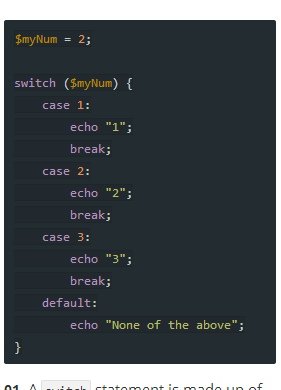 $myNum = 2;
switch ($myNum) {
    case 1:
        echo "1";
        break;
    case 2:
        echo "2";
        break;
    case 3:
        echo "3";
        break;
    default:
        echo "None of the above";
}
01. A switch statement is made up of